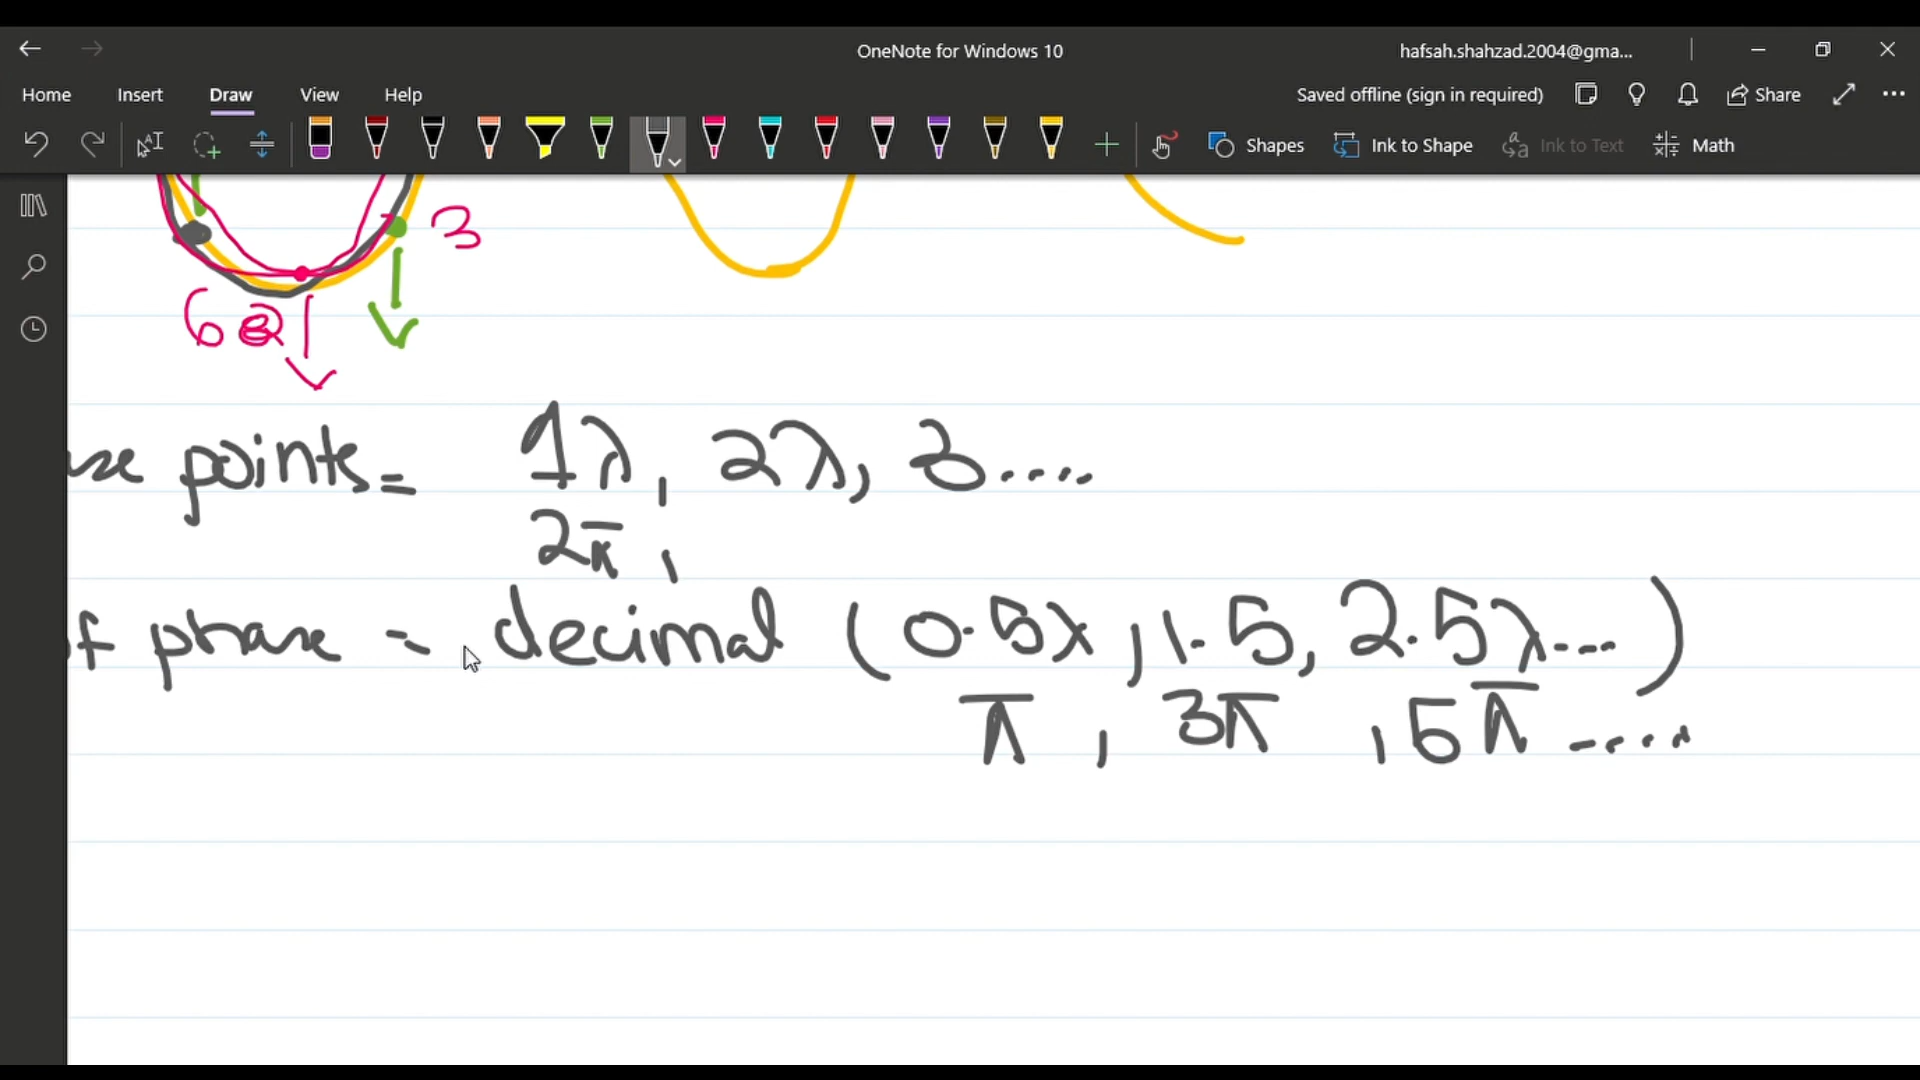 OneNote for Windows 10
hafsah.shahzad.2004@gma...
Home Insert Draw View Help
Saved offline (sign in required) Share
Shapes Ink to Shape Ink to Text Math
3
6 1
points= 1λ, 2λ, 3.....
2π,
f phase = decimal (0.5λ, 1.5, 2.5λ....)
π, 3π, 5π .....